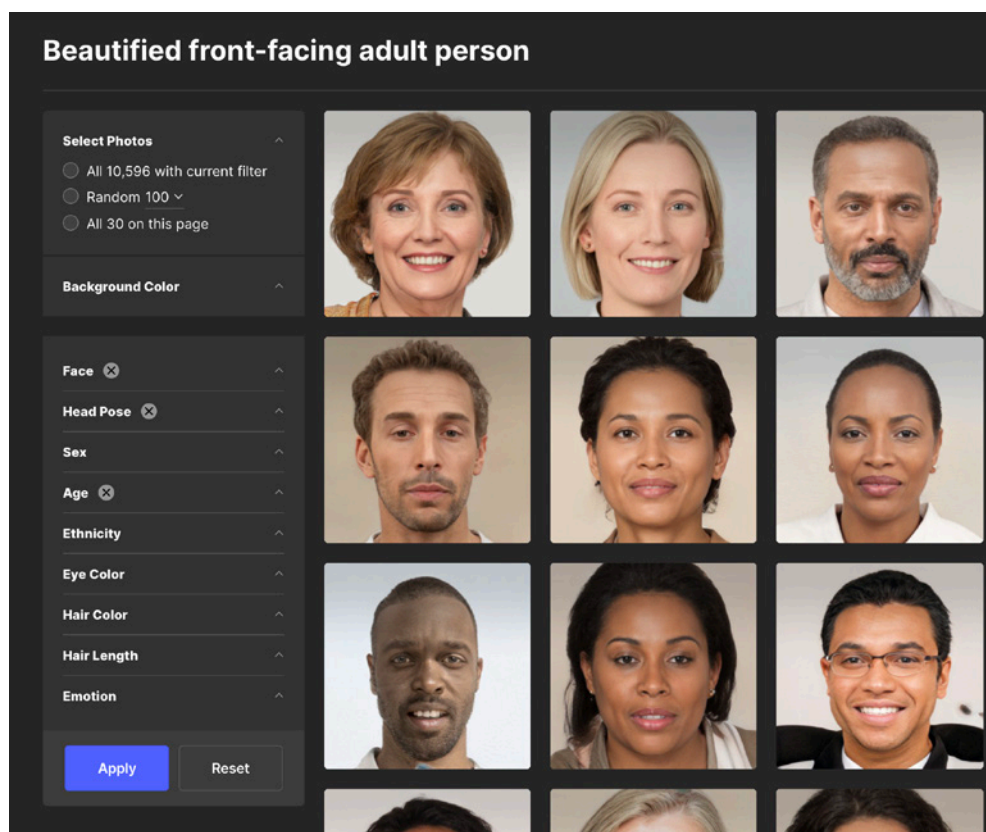 Beautified front-facing adult person
Select Photos
All 10,596 with current filter
Random 100
All 30 on this page
Background Color
Face
Head Pose
Sex
Age
Ethnicity
Eye Color
Hair Color
Hair Length
Emotion
Apply
Reset